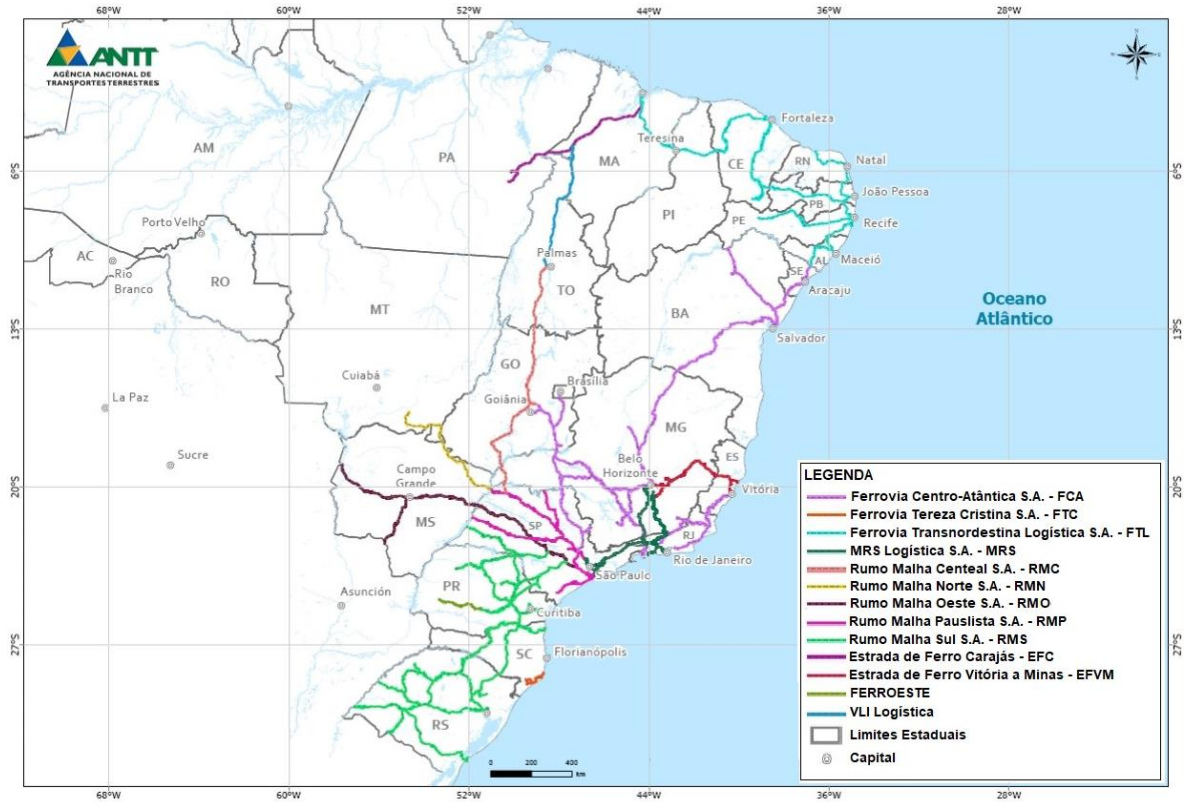 68°W 60°W 52°W 44°W 36°W 28°W
ANTT
AGÊNCIA NACIONAL DE
TRANSPORTES TERRESTRES
Fortaleza
Teresina
AM
PA
MA
CE
RN
Natal
6°S
6°S
João Pessoa
PB
PI
PE
Recife
Porto Velho
Palmas
AL
Maceió
AC
Rio
Branco
RO
TO
SE
Aracaju
MT
BA
Oceano
Atlântico
13°S
13°S
Salvador
GO
Cuiabá
Brasília
La Paz
Goiânia
MG
Sucre
Belo
Horizonte
ES
Campo
Grande
20°S
20°S
Vitória
MS
SP
RJ
Rio de Janeiro
São Paulo
Asunción
PR
Curitiba
27°S
27°S
SC
Florianópolis
RS
LEGENDA
Ferrovia Centro-Atântica S.A. - FCA
Ferrovia Tereza Cristina S.A. - FTC
Ferrovia Transnordestina Logística S.A. - FTL
MRS Logística S.A. - MRS
Rumo Malha Centeal S.A. - RMC
Rumo Malha Norte S.A. - RMN
Rumo Malha Oeste S.A. - RMO
Rumo Malha Pauslista S.A. - RMP
Rumo Malha Sul S.A. - RMS
Estrada de Ferro Carajás - EFC
Estrada de Ferro Vitória a Minas - EFVM
FERROESTE
VLI Logística
Limites Estaduais
Capital
0 200 400
km
68°W 60°W 52°W 44°W 36°W 28°W